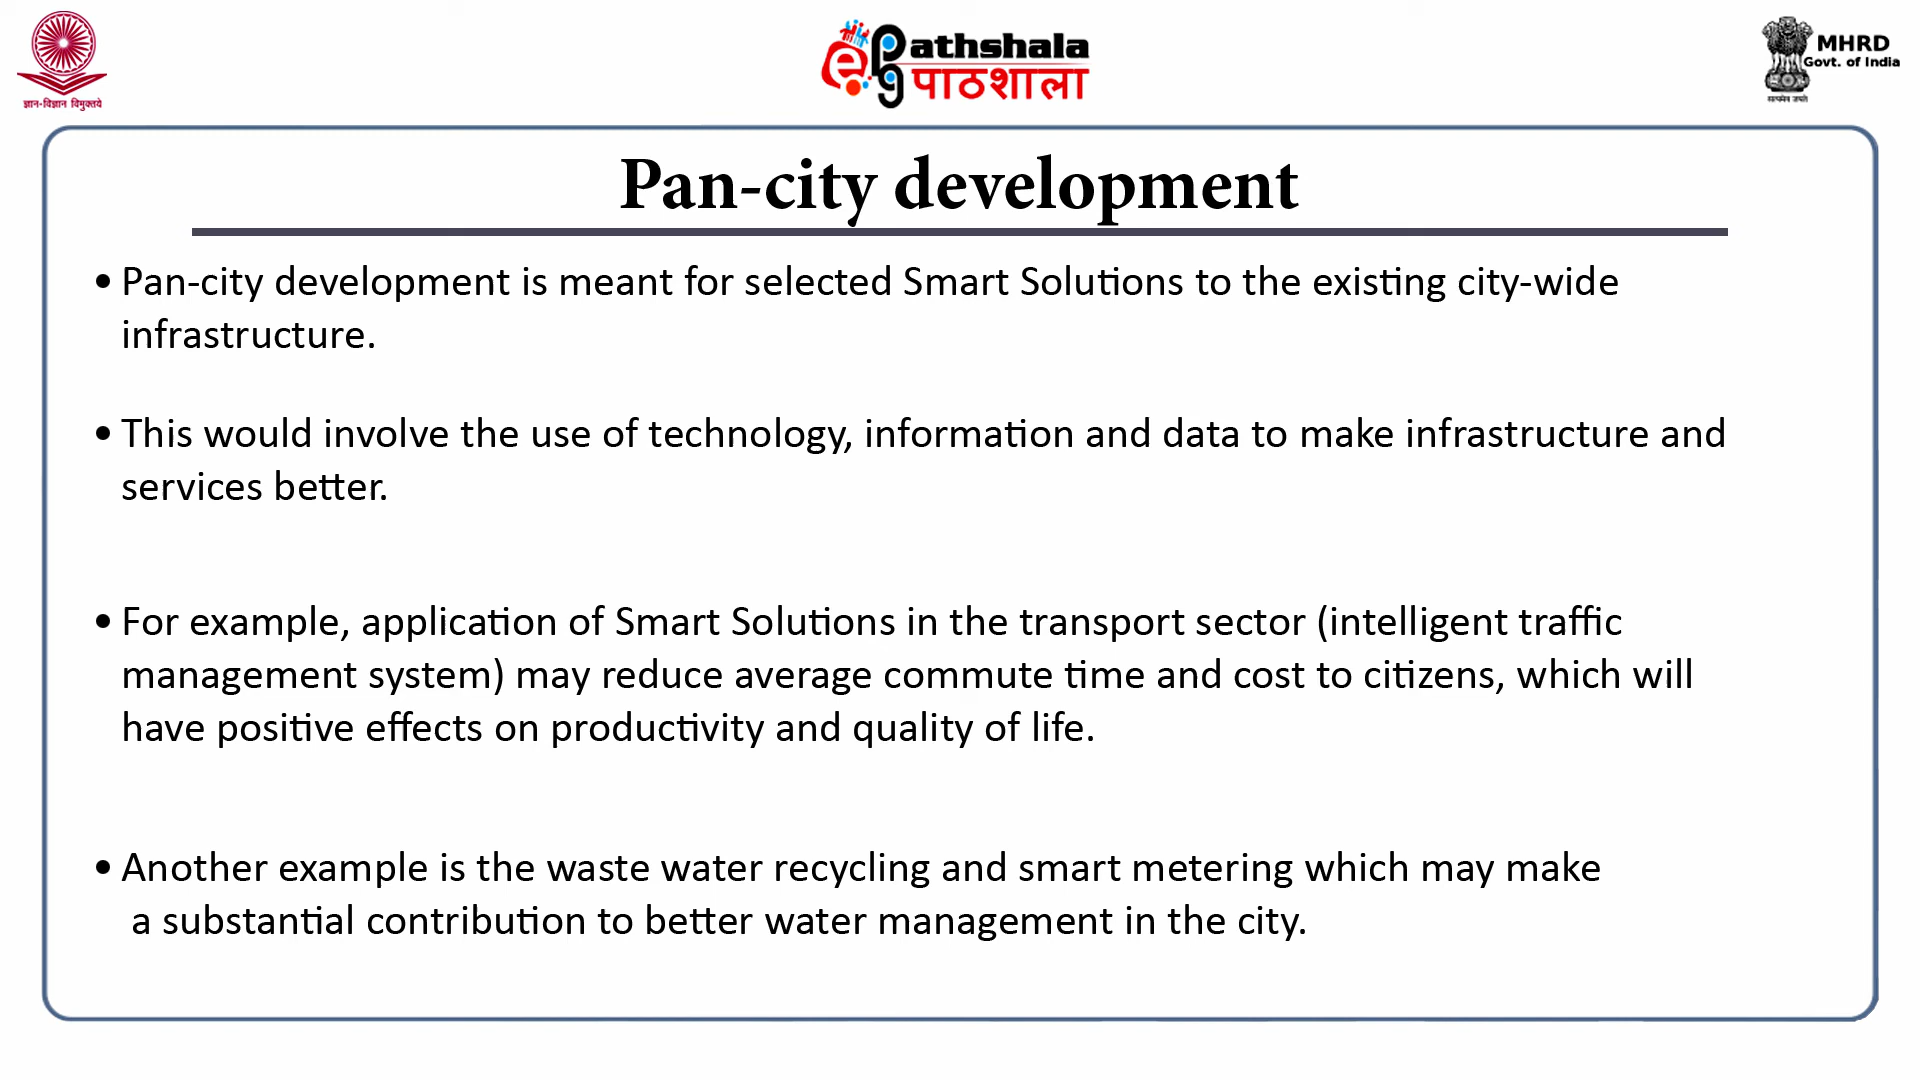 ज्ञान-विज्ञान विमुक्तये
ePathshala
पाठशाला
MHRD
Govt. of India
सत्यमेव जयते
Pan-city development
• Pan-city development is meant for selected Smart Solutions to the existing city-wide
infrastructure.
• This would involve the use of technology, information and data to make infrastructure and
services better.
• For example, application of Smart Solutions in the transport sector (intelligent traffic
management system) may reduce average commute time and cost to citizens, which will
have positive effects on productivity and quality of life.
• Another example is the waste water recycling and smart metering which may make
a substantial contribution to better water management in the city.